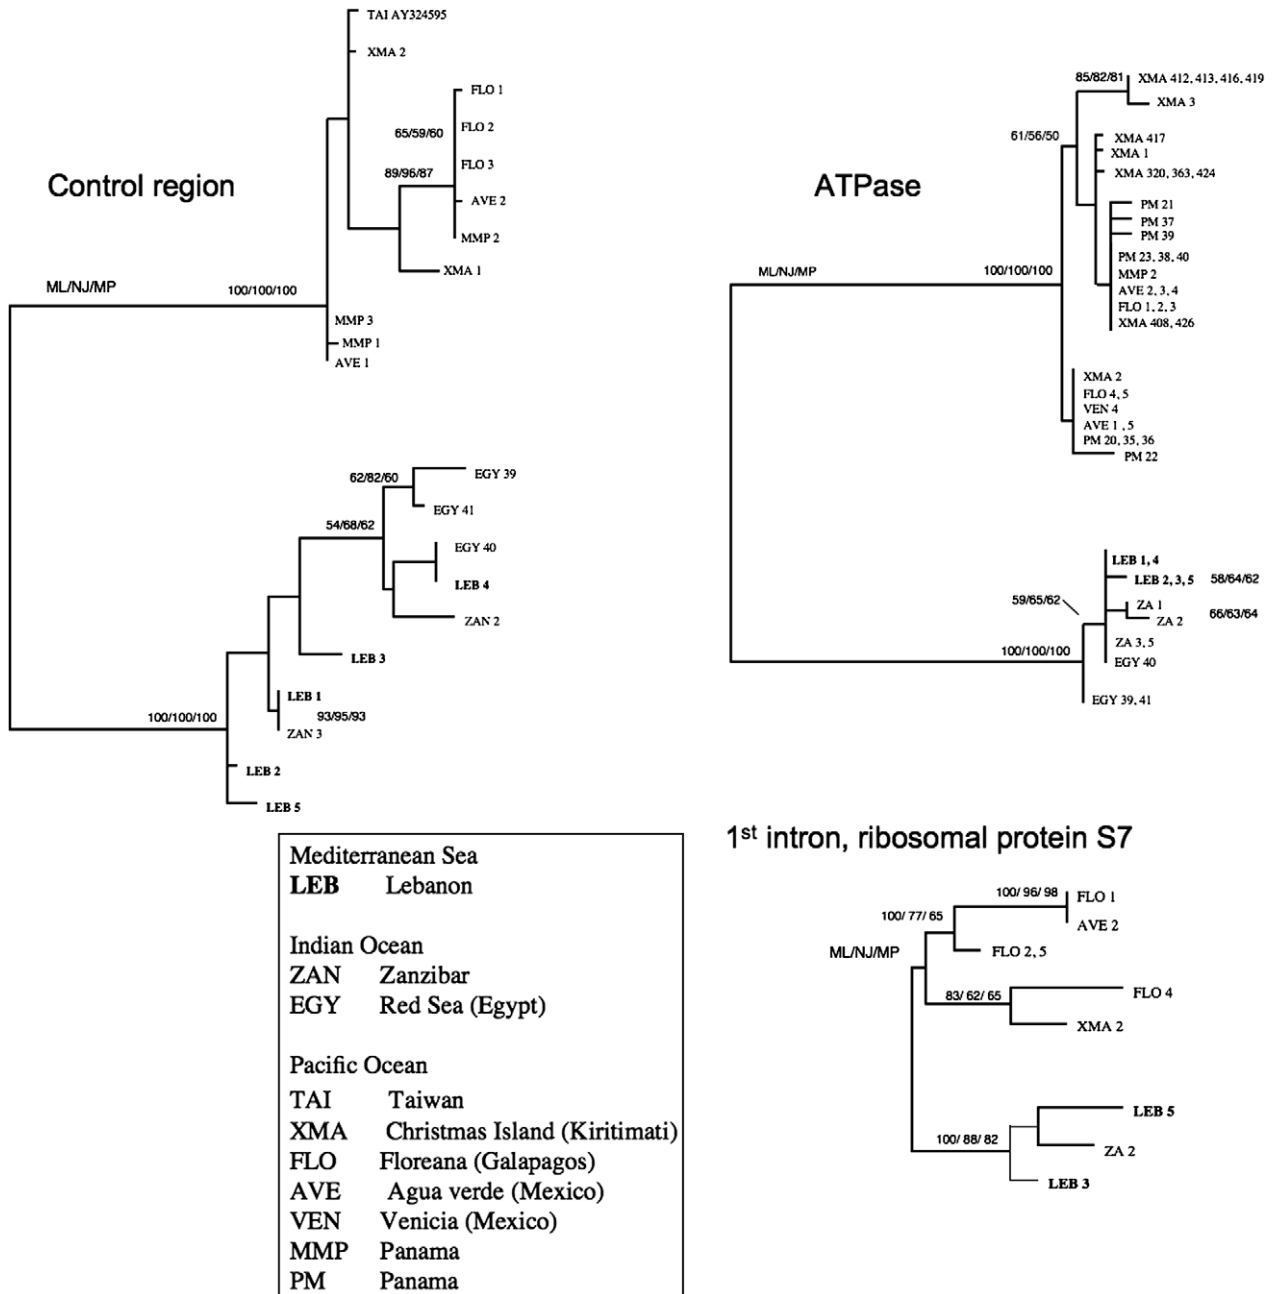 Control region
ML/NJ/MP
100/100/100
TAI AY324595
XMA 2
FLO 1
65/59/60
FLO 2
FLO 3
89/96/87
AVE 2
MMP 2
XMA 1
MMP 3
MMP 1
AVE 1
62/82/60
EGY 39
EGY 41
54/68/62
EGY 40
LEB 4
ZAN 2
LEB 3
LEB 1
93/95/93
ZAN 3
100/100/100
LEB 2
LEB 5
ATPase
ML/NJ/MP
100/100/100
85/82/81
XMA 412, 413, 416, 419
XMA 3
61/56/50
XMA 417
XMA 1
XMA 320, 363, 424
PM 21
PM 37
PM 39
PM 23, 38, 40
MMP 2
AVE 2, 3, 4
FLO 1, 2, 3
XMA 408, 426
XMA 2
FLO 4, 5
VEN 4
AVE 1 , 5
PM 20, 35, 36
PM 22
LEB 1, 4
LEB 2, 3, 5 58/64/62
59/65/62
ZA 1
ZA 2 66/63/64
ZA 3, 5
100/100/100
EGY 40
EGY 39, 41
1st intron, ribosomal protein S7
ML/NJ/MP
100/ 96/ 98
FLO 1
100/ 77/ 65
AVE 2
FLO 2, 5
83/ 62/ 65
FLO 4
XMA 2
LEB 5
100/ 88/ 82
ZA 2
LEB 3
Mediterranean Sea
LEB Lebanon
Indian Ocean
ZAN Zanzibar
EGY Red Sea (Egypt)
Pacific Ocean
TAI Taiwan
XMA Christmas Island (Kiritimati)
FLO Floreana (Galapagos)
AVE Agua verde (Mexico)
VEN Venicia (Mexico)
MMP Panama
PM Panama